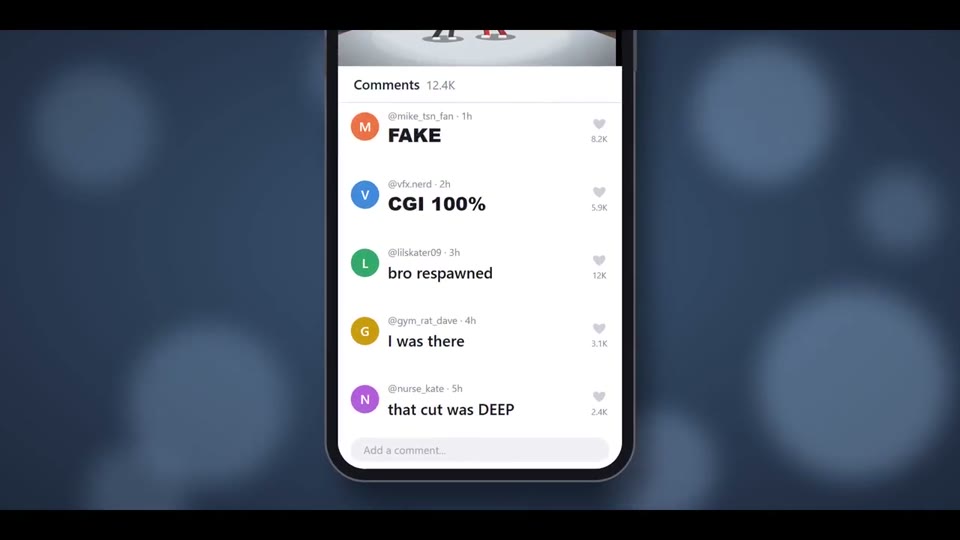 Comments 12.4K
M
@mike_tsn_fan · 1h
FAKE
8.2K
V
@vfx.nerd · 2h
CGI 100%
5.9K
L
@lilskater09 · 3h
bro respawned
12K
G
@gym_rat_dave · 4h
I was there
3.1K
N
@nurse_kate · 5h
that cut was DEEP
2.4K
Add a comment...